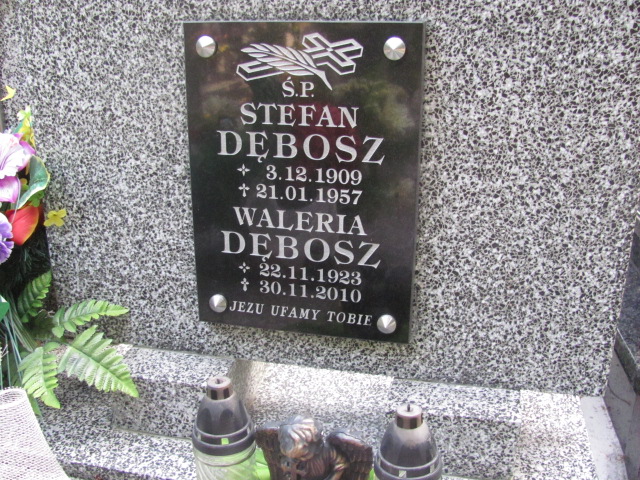 Ś.P.
STEFAN
DĘBOSZ
3.12.1909
† 21.01.1957
WALERIA
DĘBOSZ
22.11.1923
† 30.11.2010
JEZU UFAMY TOBIE